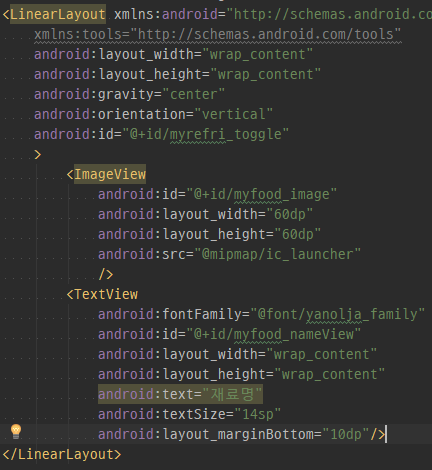 <LinearLayout xmlns:android="http://schemas.android.co
xmlns:tools="http://schemas.android.com/tools"
android:layout_width="wrap_content"
android:layout_height="wrap_content"
android:gravity="center"
android:orientation="vertical"
android:id="@+id/myrefri_toggle"
>
<ImageView
android:id="@+id/myfood_image"
android:layout_width="60dp"
android:layout_height="60dp"
android:src="@mipmap/ic_launcher"
/>
<TextView
android:fontFamily="@font/yanolja_family"
android:id="@+id/myfood_nameView"
android:layout_width="wrap_content"
android:layout_height="wrap_content"
android:text="재료명"
android:textSize="14sp"
android:layout_marginBottom="10dp"/>
</LinearLayout>